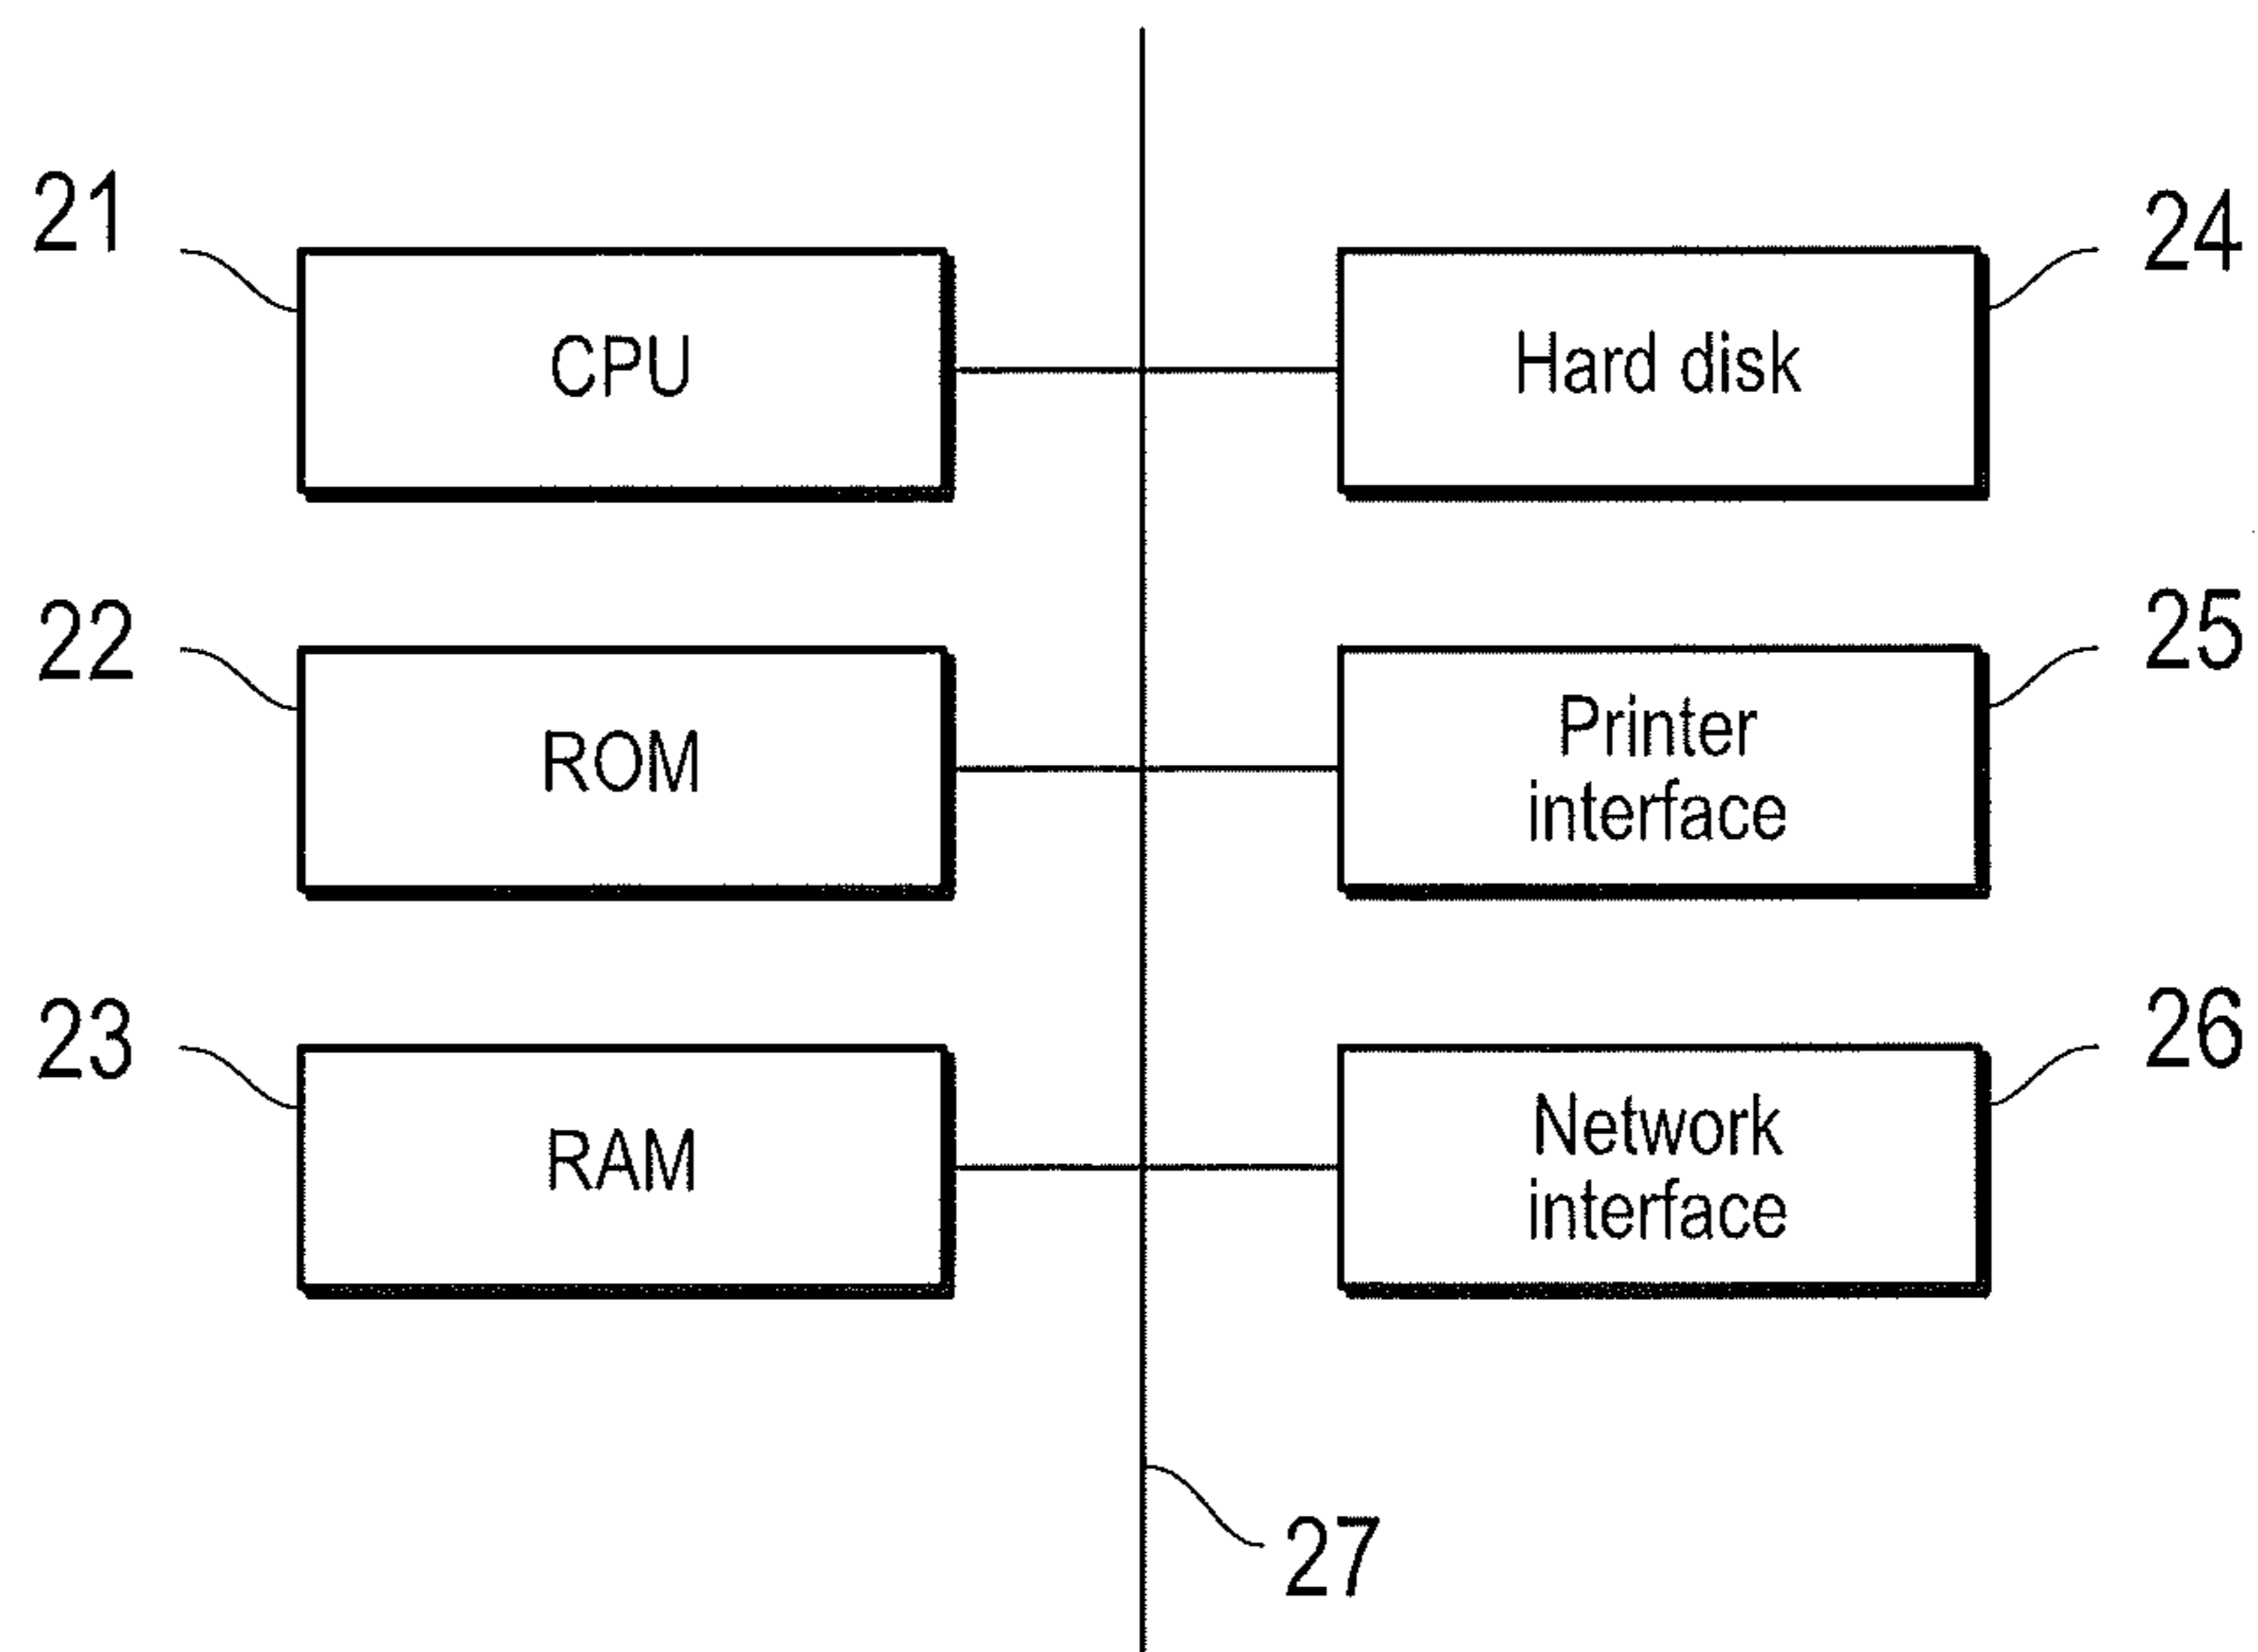 21
CPU
24
Hard disk
22
ROM
25
Printer
interface
23
RAM
26
Network
interface
27